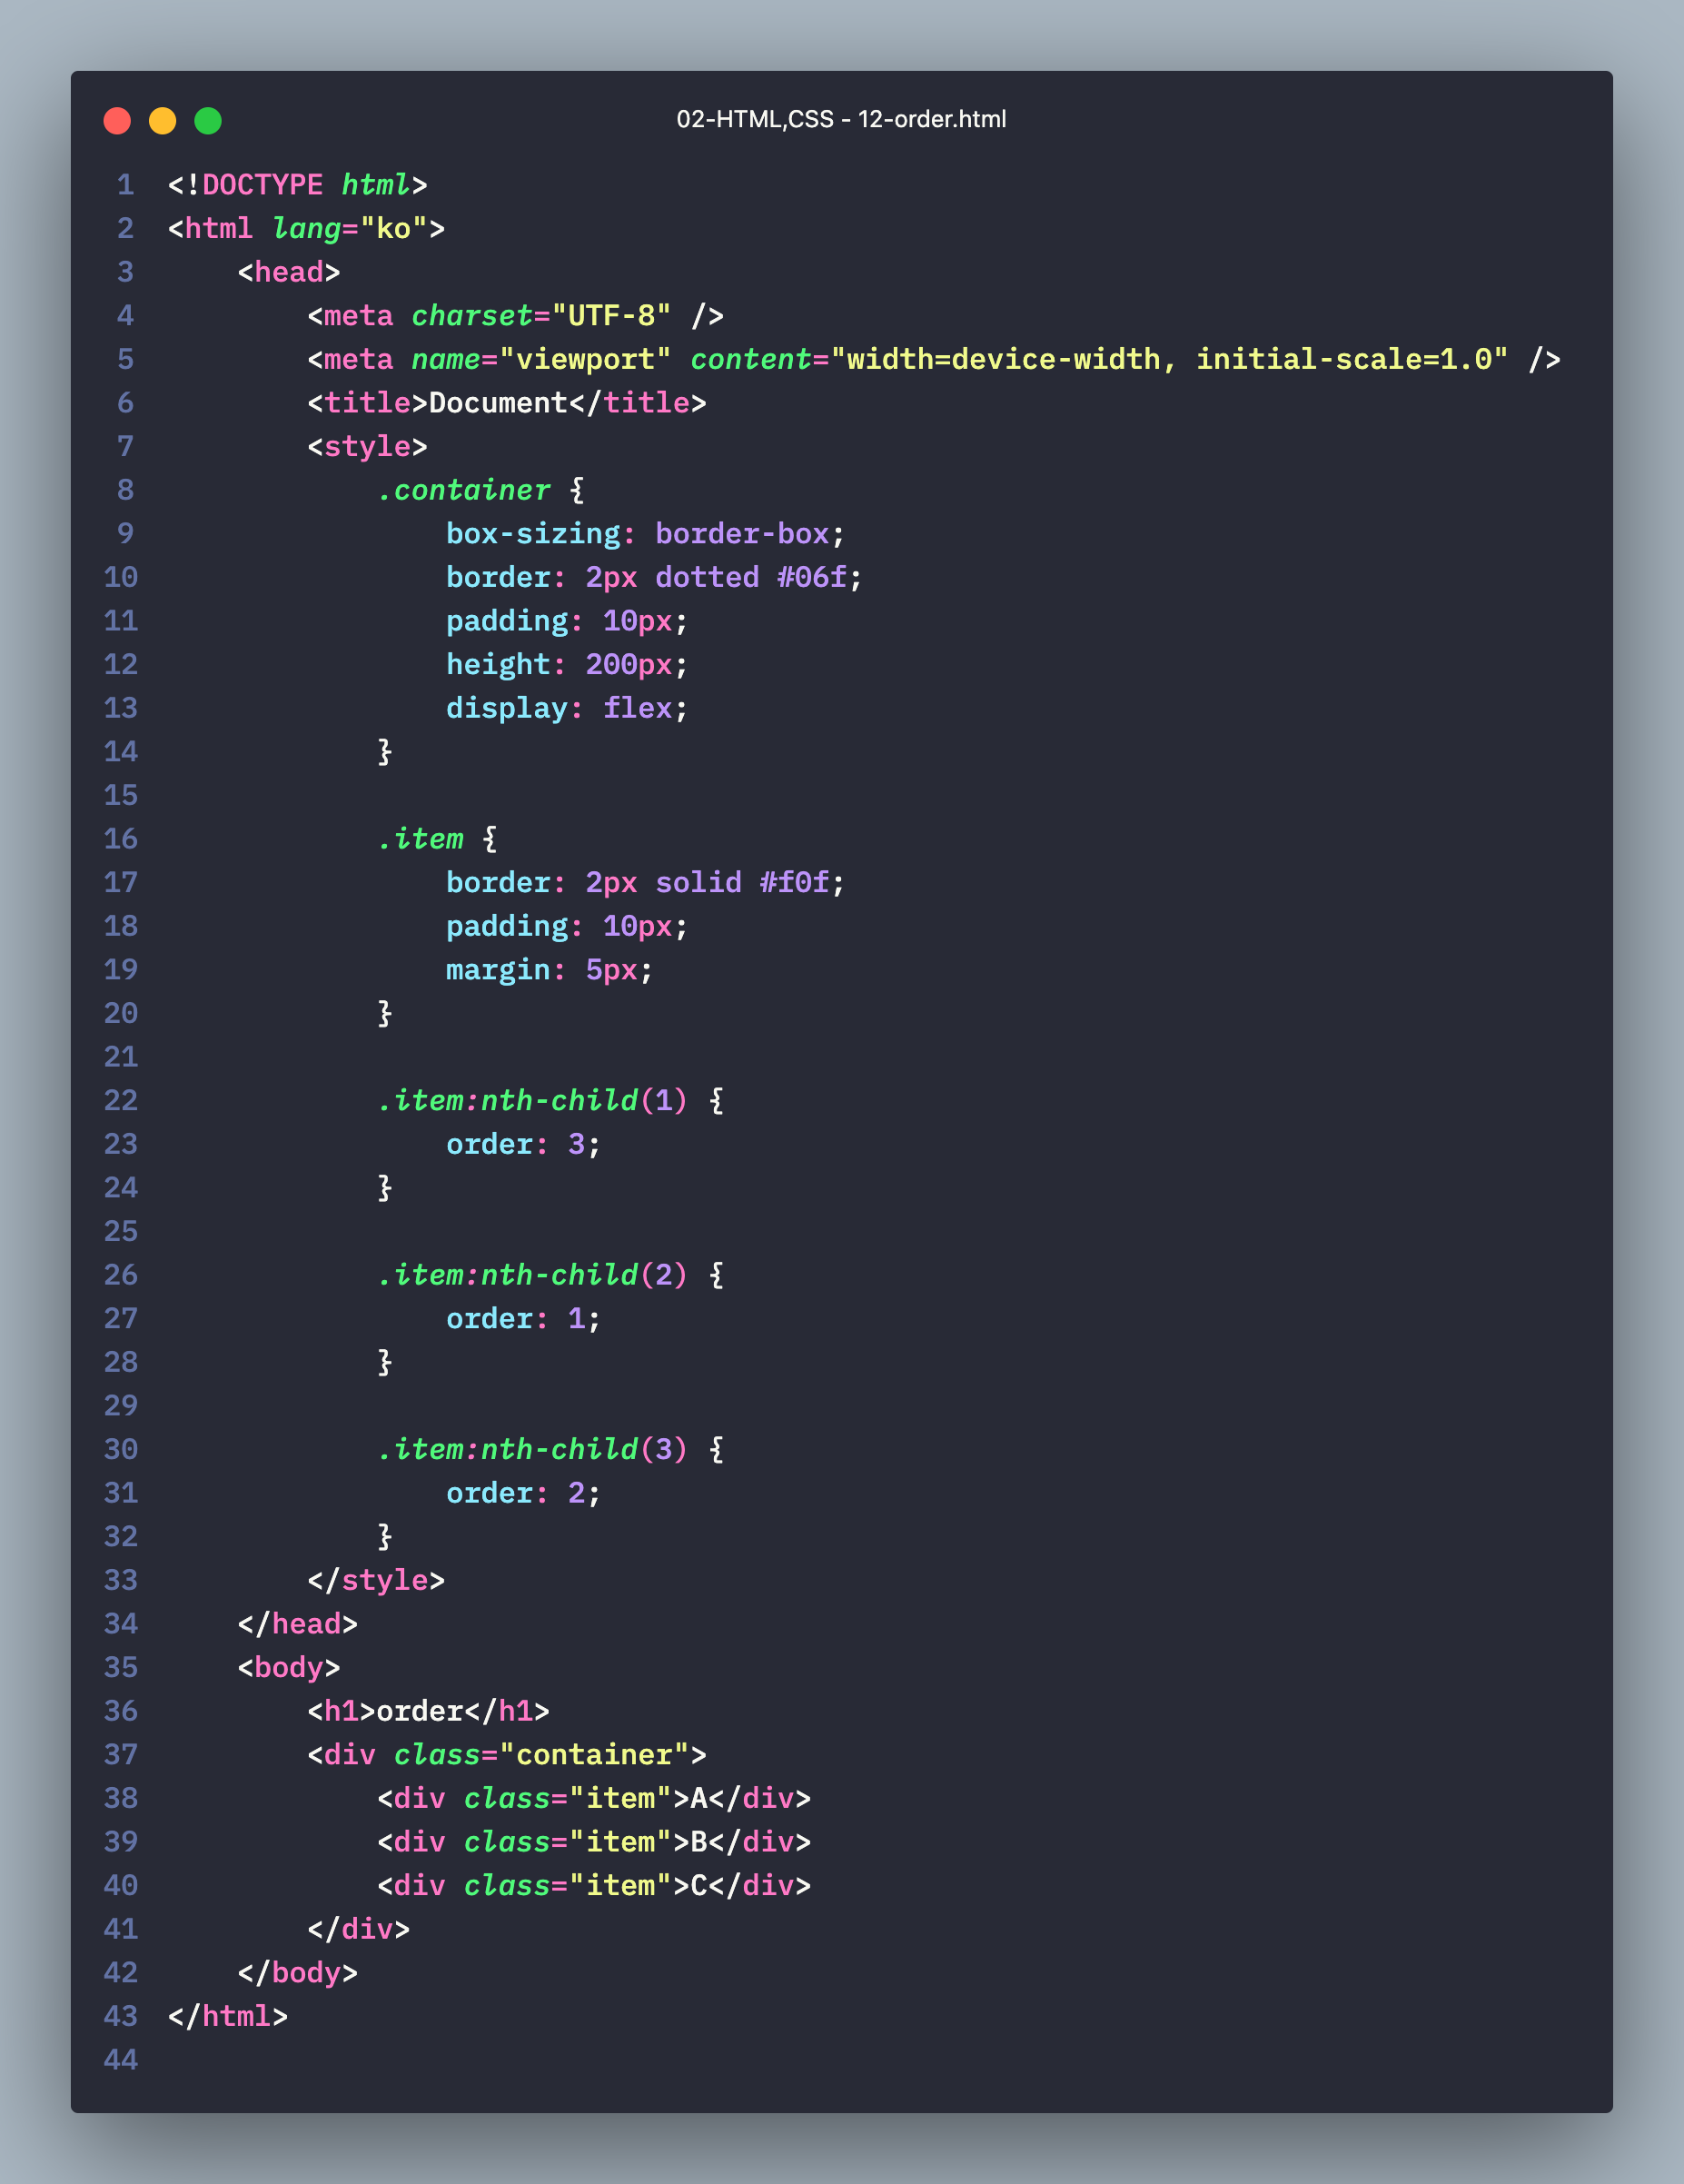 02-HTML,CSS - 12-order.html
1 <!DOCTYPE html>
2 <html lang="ko">
3     <head>
4         <meta charset="UTF-8" />
5         <meta name="viewport" content="width=device-width, initial-scale=1.0" />
6         <title>Document</title>
7         <style>
8             .container {
9                 box-sizing: border-box;
10                 border: 2px dotted #06f;
11                 padding: 10px;
12                 height: 200px;
13                 display: flex;
14             }
15
16             .item {
17                 border: 2px solid #f0f;
18                 padding: 10px;
19                 margin: 5px;
20             }
21
22             .item:nth-child(1) {
23                 order: 3;
24             }
25
26             .item:nth-child(2) {
27                 order: 1;
28             }
29
30             .item:nth-child(3) {
31                 order: 2;
32             }
33         </style>
34     </head>
35     <body>
36         <h1>order</h1>
37         <div class="container">
38             <div class="item">A</div>
39             <div class="item">B</div>
40             <div class="item">C</div>
41         </div>
42     </body>
43 </html>
44